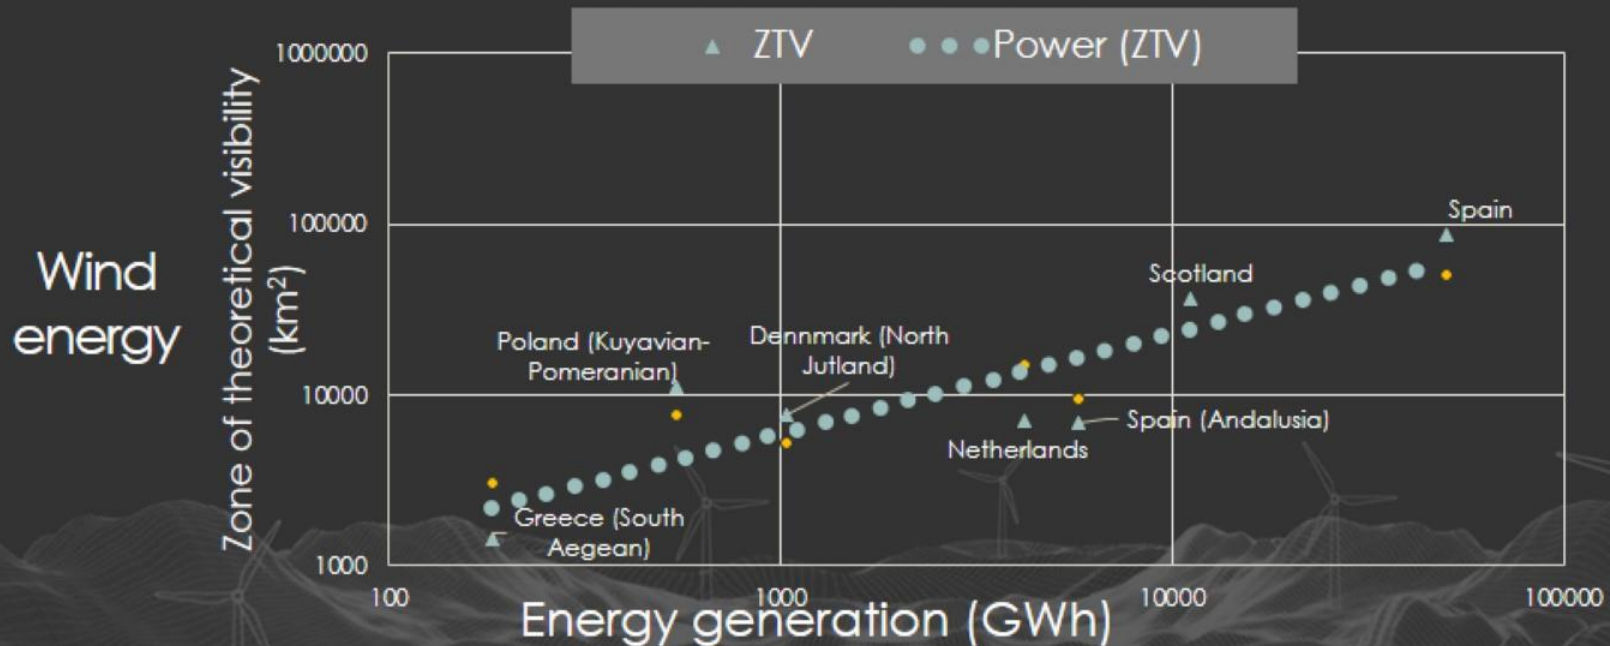 ZTV
Power (ZTV)
Wind
energy
Zone of theoretical visibility
(km²)
1000000
100000
10000
1000
100
1000
10000
100000
Energy generation (GWh)
Spain
Scotland
Poland (Kuyavian-
Pomeranian)
Dennmark (North
Jutland)
Netherlands
Spain (Andalusia)
Greece (South
Aegean)